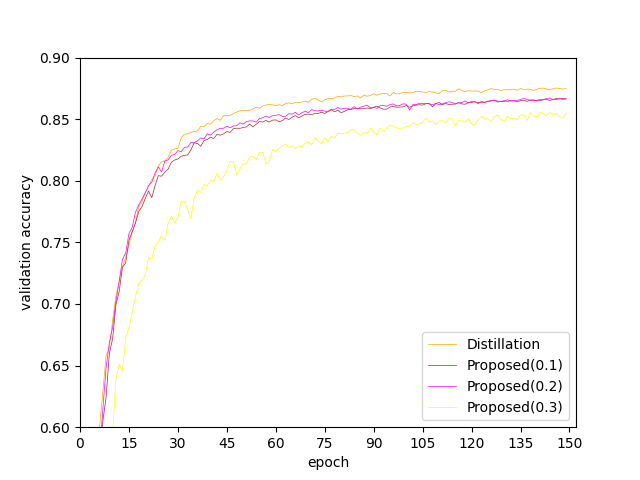 0.90
0.85
0.80
0.75
0.70
0.65
0.60
validation accuracy
0 15 30 45 60 75 90 105 120 135 150
epoch
Distillation
Proposed(0.1)
Proposed(0.2)
Proposed(0.3)